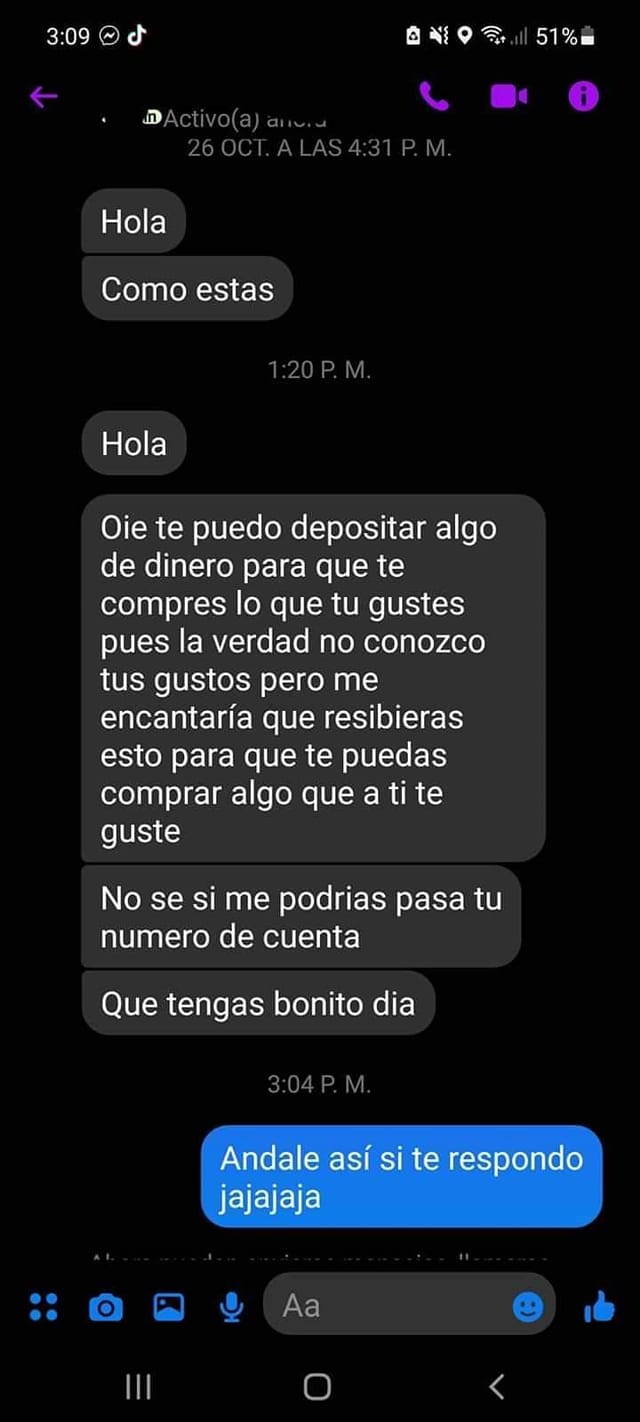 3:09
51%
Activo(a) ahora
26 OCT. A LAS 4:31 P. M.
Hola
Como estas
1:20 P. M.
Hola
Oie te puedo depositar algo
de dinero para que te
compres lo que tu gustes
pues la verdad no conozco
tus gustos pero me
encantaría que resibieras
esto para que te puedas
comprar algo que a ti te
guste
No se si me podrias pasa tu
numero de cuenta
Que tengas bonito dia
3:04 P. M.
Andale así si te respondo
jajajaja
Aa